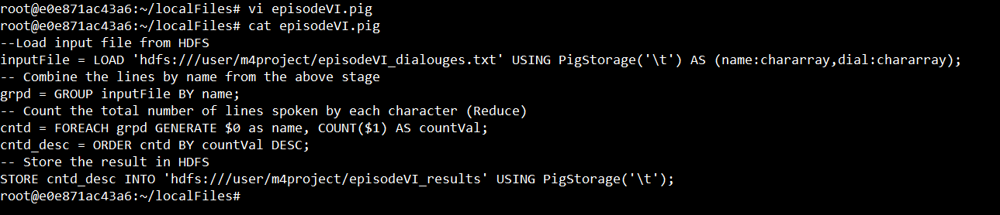 root@e0e871ac43a6:~/localFiles# vi episodeVI.pig
root@e0e871ac43a6:~/localFiles# cat episodeVI.pig
--Load input file from HDFS
inputFile = LOAD 'hdfs:///user/m4project/episodeVI_dialouges.txt' USING PigStorage('\t') AS (name:chararray,dial:chararray);
-- Combine the lines by name from the above stage
grpd = GROUP inputFile BY name;
-- Count the total number of lines spoken by each character (Reduce)
cntd = FOREACH grpd GENERATE $0 as name, COUNT($1) AS countVal;
cntd_desc = ORDER cntd BY countVal DESC;
-- Store the result in HDFS
STORE cntd_desc INTO 'hdfs:///user/m4project/episodeVI_results' USING PigStorage('\t');
root@e0e871ac43a6:~/localFiles#